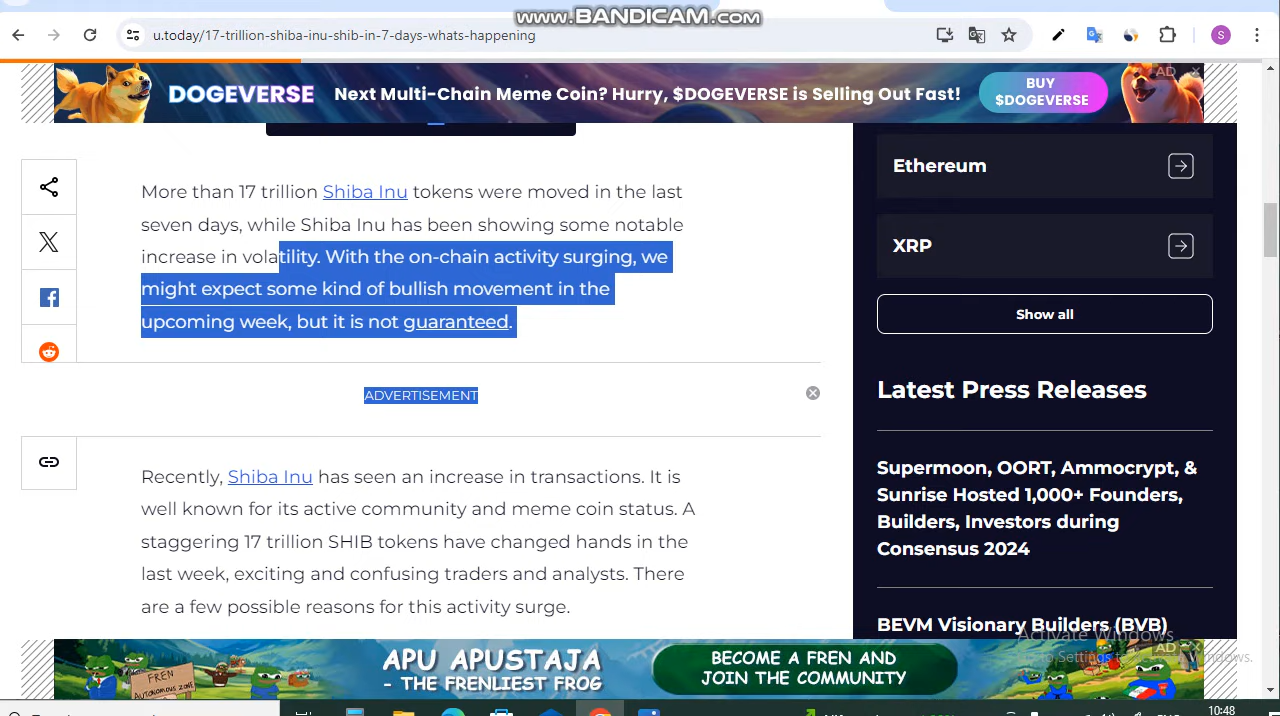 www.BANDICAM.com
u.today/17-trillion-shiba-inu-shib-in-7-days-whats-happening
S
DOGEVERSE
Next Multi-Chain Meme Coin? Hurry, $DOGEVERSE is Selling Out Fast!
BUY
$DOGEVERSE
AD
More than 17 trillion Shiba Inu tokens were moved in the last
seven days, while Shiba Inu has been showing some notable
increase in volatility. With the on-chain activity surging, we
might expect some kind of bullish movement in the
upcoming week, but it is not guaranteed.
ADVERTISEMENT
Recently, Shiba Inu has seen an increase in transactions. It is
well known for its active community and meme coin status. A
staggering 17 trillion SHIB tokens have changed hands in the
last week, exciting and confusing traders and analysts. There
are a few possible reasons for this activity surge.
Ethereum
XRP
Show all
Latest Press Releases
Supermoon, OORT, Ammocrypt, &
Sunrise Hosted 1,000+ Founders,
Builders, Investors during
Consensus 2024
BEVM Visionary Builders (BVB)
Activate Windows
Go to Settings to activate Windows.
FREN
AUTONOMOUS ZONE
APU APUSTAJA
- THE FRENLIEST FROG
BECOME A FREN AND
JOIN THE COMMUNITY
AD
10:48